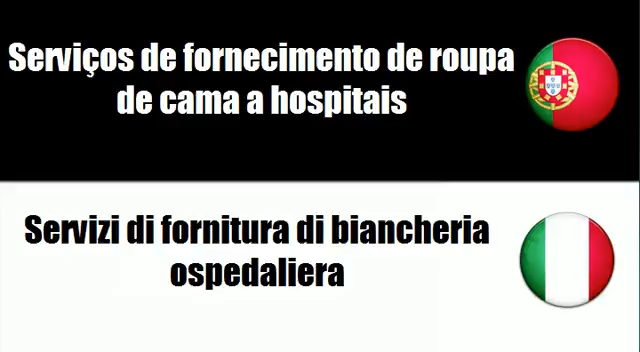 Serviços de fornecimento de roupa
de cama a hospitais
Servizi di fornitura di biancheria
ospedaliera